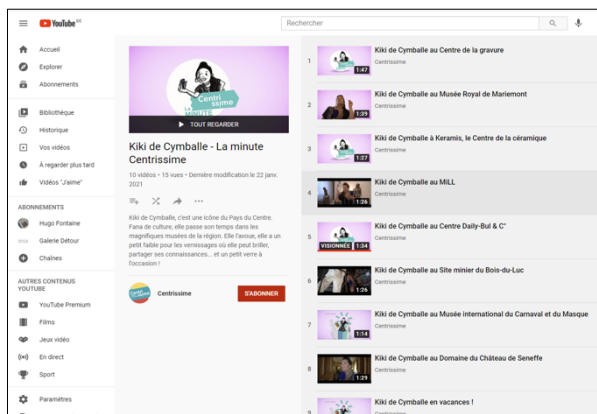 YouTube BE
Rechercher
Accueil
Explorer
Abonnements
Bibliothèque
Historique
Vos vidéos
À regarder plus tard
Vidéos "J'aime"
ABONNEMENTS
Hugo Fontaine
Galerie Détour
Chaînes
AUTRES CONTENUS YOUTUBE
YouTube Premium
Films
Jeux vidéo
En direct
Sport
Paramètres
Centrissime
LA MINUTE
TOUT REGARDER
Kiki de Cymballe - La minute
Centrissime
10 vidéos • 15 vues • Dernière modification le 22 janv.
2021
Kiki de Cymballe, c'est une icône du Pays du Centre.
Fana de culture, elle passe son temps dans les
magnifiques musées de la région. Elle l'avoue, elle a un
petit faible pour les vernissages où elle peut briller,
partager ses connaissances... et un petit verre à
l'occasion !
Centrissime
S'ABONNER
1
1:47
Kiki de Cymballe au Centre de la gravure
Centrissime
2
1:39
Kiki de Cymballe au Musée Royal de Mariemont
Centrissime
3
1:27
Kiki de Cymballe à Keramis, le Centre de la céramique
Centrissime
4
1:26
Kiki de Cymballe au MiLL
Centrissime
5
VISIONNÉE
1:34
Kiki de Cymballe au Centre Daily-Bul & C°
Centrissime
6
1:26
Kiki de Cymballe au Site minier du Bois-du-Luc
Centrissime
7
1:14
Kiki de Cymballe au Musée international du Carnaval et du Masque
Centrissime
8
1:29
Kiki de Cymballe au Domaine du Château de Seneffe
Centrissime
9
Kiki de Cymballe en vacances !